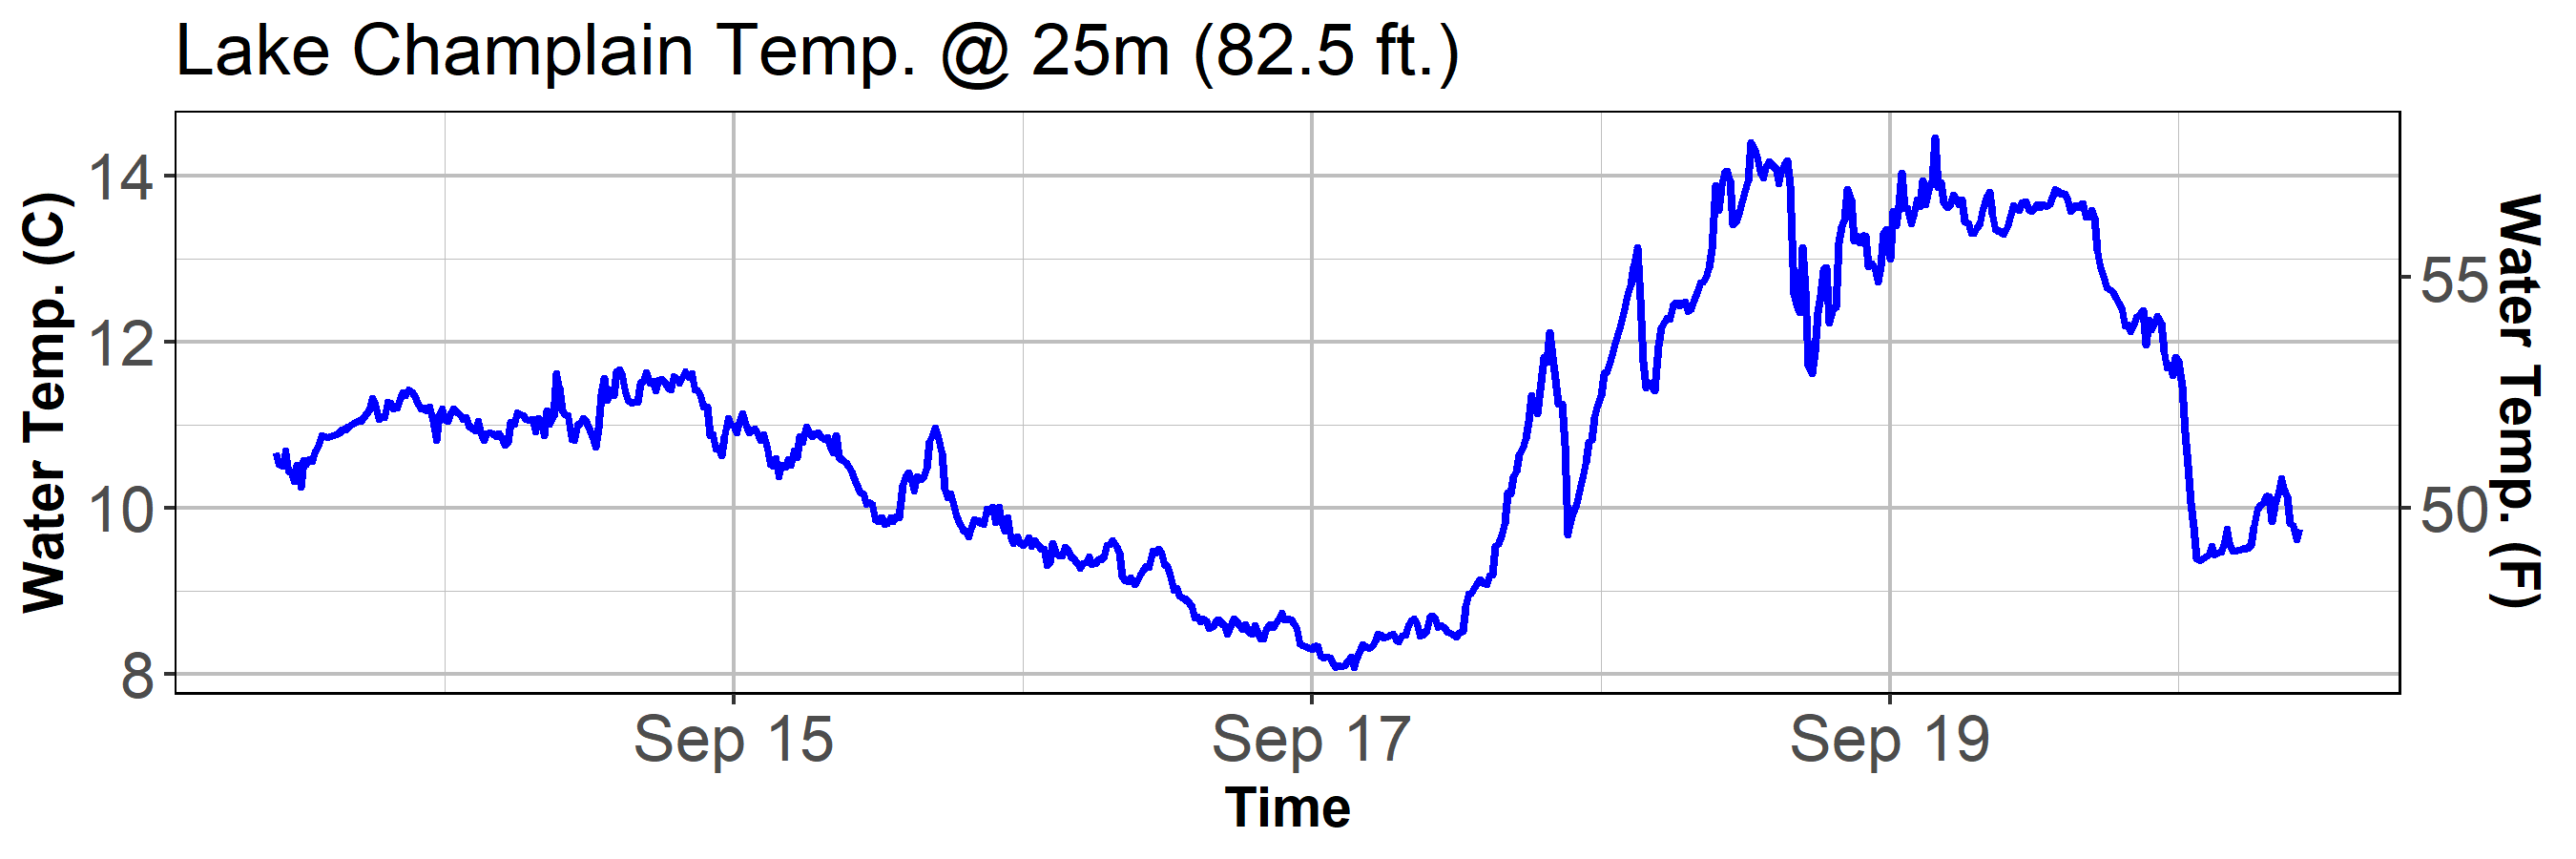 Lake Champlain Temp. @ 25m (82.5 ft.)
Water Temp. (C)
14
12
10
8
55
50
Water Temp. (F)
Sep 15
Sep 17
Sep 19
Time